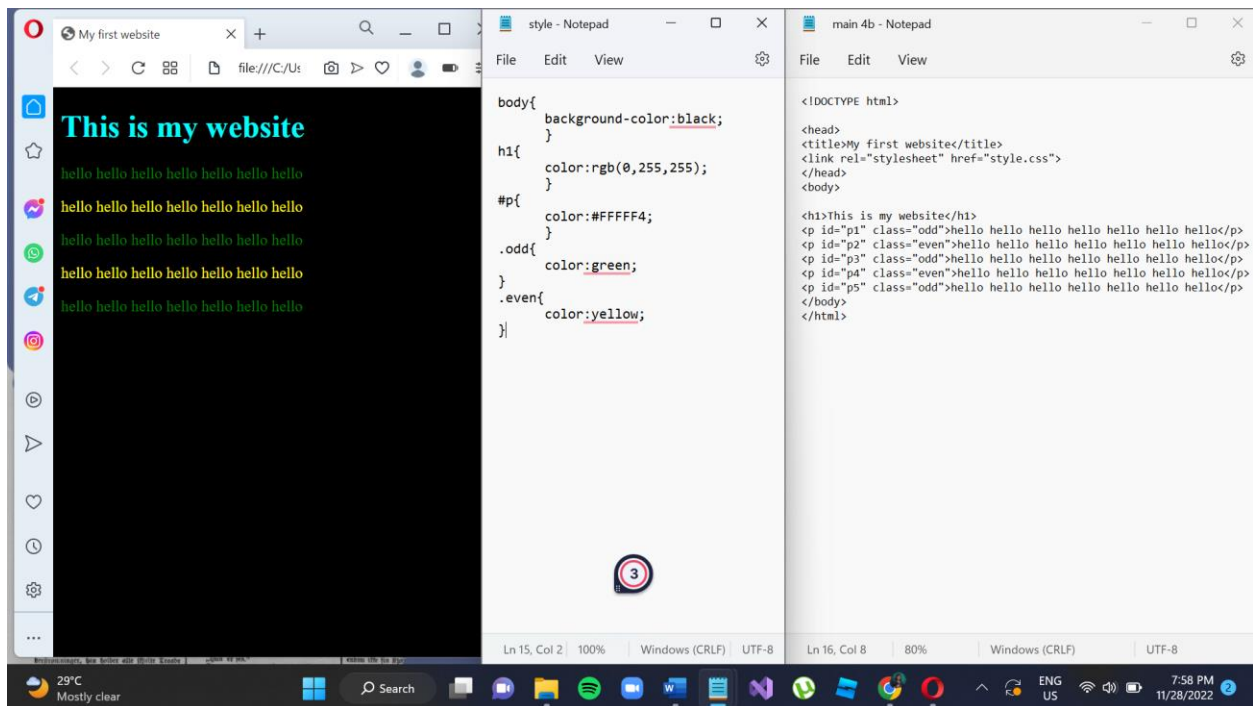 My first website
file:///C:/Us
This is my website
hello hello hello hello hello hello hello
hello hello hello hello hello hello hello
hello hello hello hello hello hello hello
hello hello hello hello hello hello hello
hello hello hello hello hello hello hello
style - Notepad
File Edit View
body{
background-color:black;
}
h1{
color:rgb(0,255,255);
}
#p{
color:#FFFFF4;
}
.odd{
color:green;
}
.even{
color:yellow;
}
3
Ln 15, Col 2 100% Windows (CRLF) UTF-8
main 4b - Notepad
File Edit View
<!DOCTYPE html>
<head>
<title>My first website</title>
<link rel="stylesheet" href="style.css">
</head>
<body>
<h1>This is my website</h1>
<p id="p1" class="odd">hello hello hello hello hello hello hello</p>
<p id="p2" class="even">hello hello hello hello hello hello hello</p>
<p id="p3" class="odd">hello hello hello hello hello hello hello</p>
<p id="p4" class="even">hello hello hello hello hello hello hello</p>
<p id="p5" class="odd">hello hello hello hello hello hello hello</p>
</body>
</html>
Ln 16, Col 8 80% Windows (CRLF) UTF-8
29°C
Mostly clear
Search
ENG
US
7:58 PM
11/28/2022
2